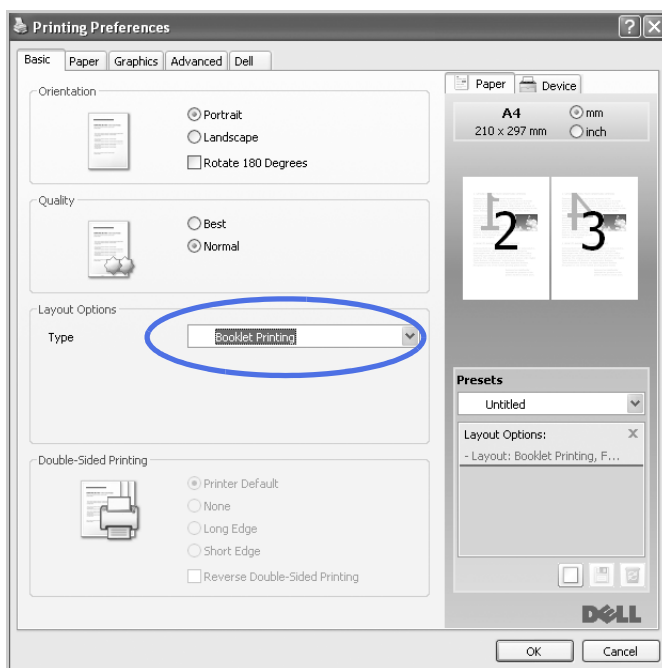 Printing Preferences
Basic Paper Graphics Advanced Dell
Orientation
Portrait
Landscape
Rotate 180 Degrees
Quality
Best
Normal
Layout Options
Type Booklet Printing
Double-Sided Printing
Printer Default
None
Long Edge
Short Edge
Reverse Double-Sided Printing
Paper Device
A4 mm
210 x 297 mm inch
1 4
2 3
Presets
Untitled
Layout Options: X
- Layout: Booklet Printing, F...
DELL
OK Cancel